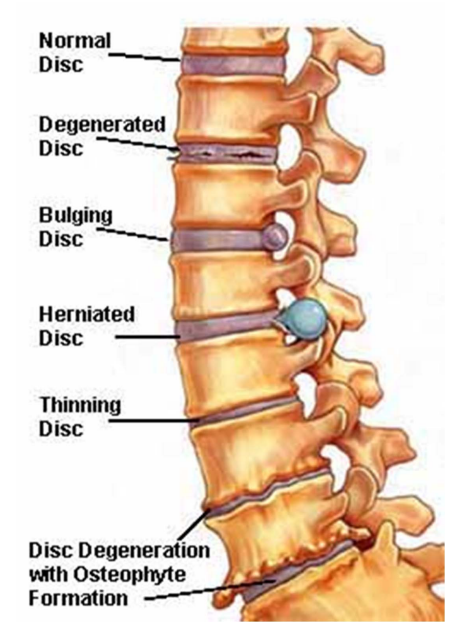 Normal
Disc
Degenerated
Disc
Bulging
Disc
Herniated
Disc
Thinning
Disc
Disc Degeneration
with Osteophyte
Formation